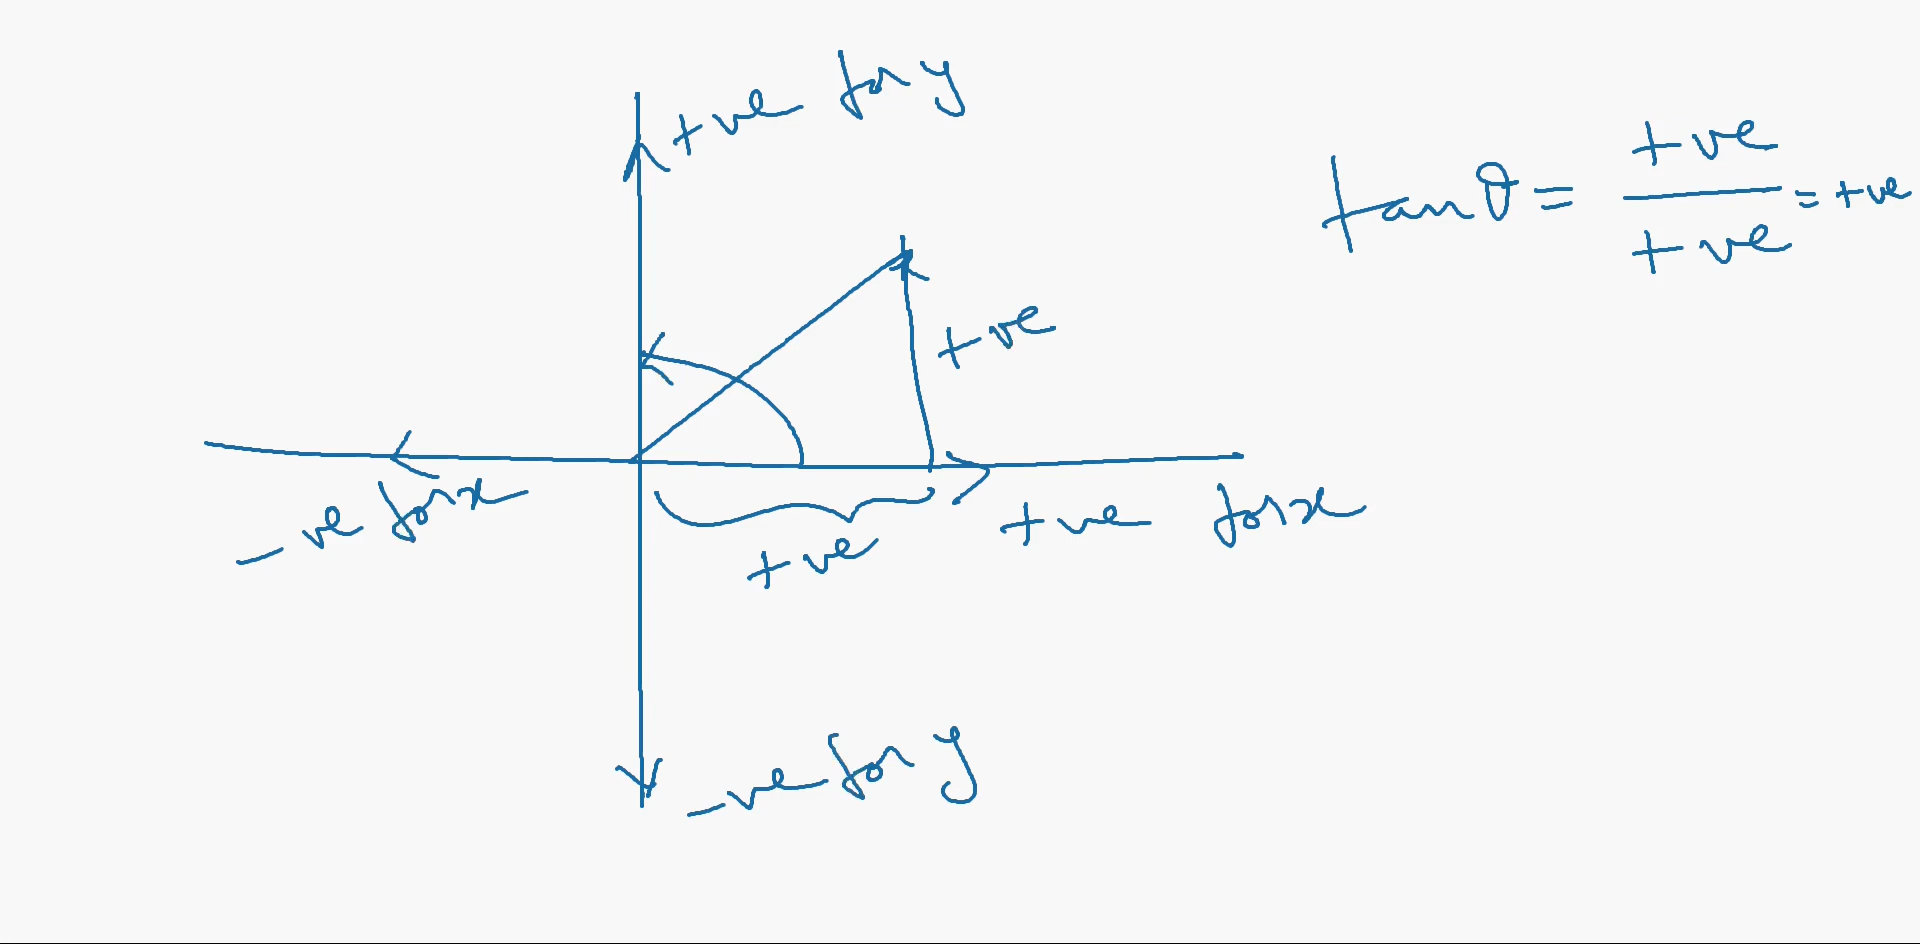 +ve for y
tanθ = +ve / +ve = +ve
+ve
-ve for x
+ve
+ve for x
-ve for y